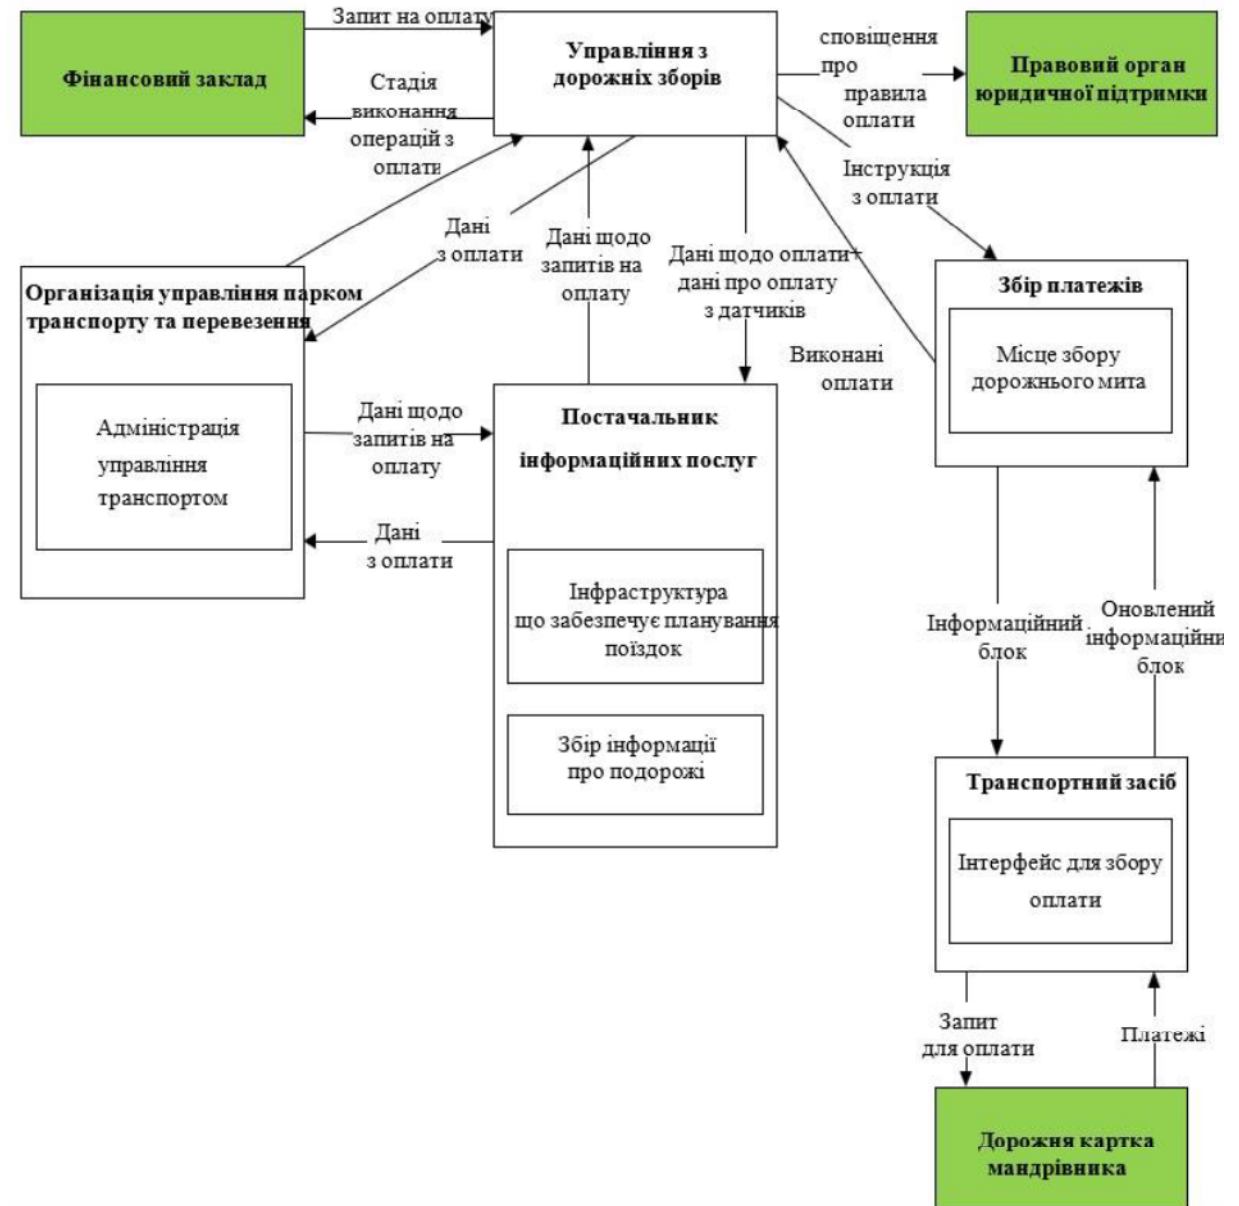 Запит на оплату
Фінансовий заклад
Стадія
виконання
операцій з
оплати
Управління з
дорожніх зборів
сповіщення
про
правила
оплати
Правовий орган
юридичної підтримки
Інструкція
з оплати
Дані
з оплати
Дані щодо
запитів на
оплату
Дані щодо оплати+
дані про оплату
з датчиків
Виконані
оплати
Організація управління парком
транспорту та перевезення
Адміністрація
управління
транспортом
Дані щодо
запитів на
оплату
Дані
з оплати
Постачальник
інформаційних послуг
Інфраструктура
що забезпечує планування
поїздок
Збір інформації
про подорожі
Збір платежів
Місце збору
дорожнього мита
Інформаційний
блок
Оновлений
інформаційни
блок
Транспортний засіб
Інтерфейс для збору
оплати
Запит
для оплати
Платежі
Дорожня картка
мандрівника